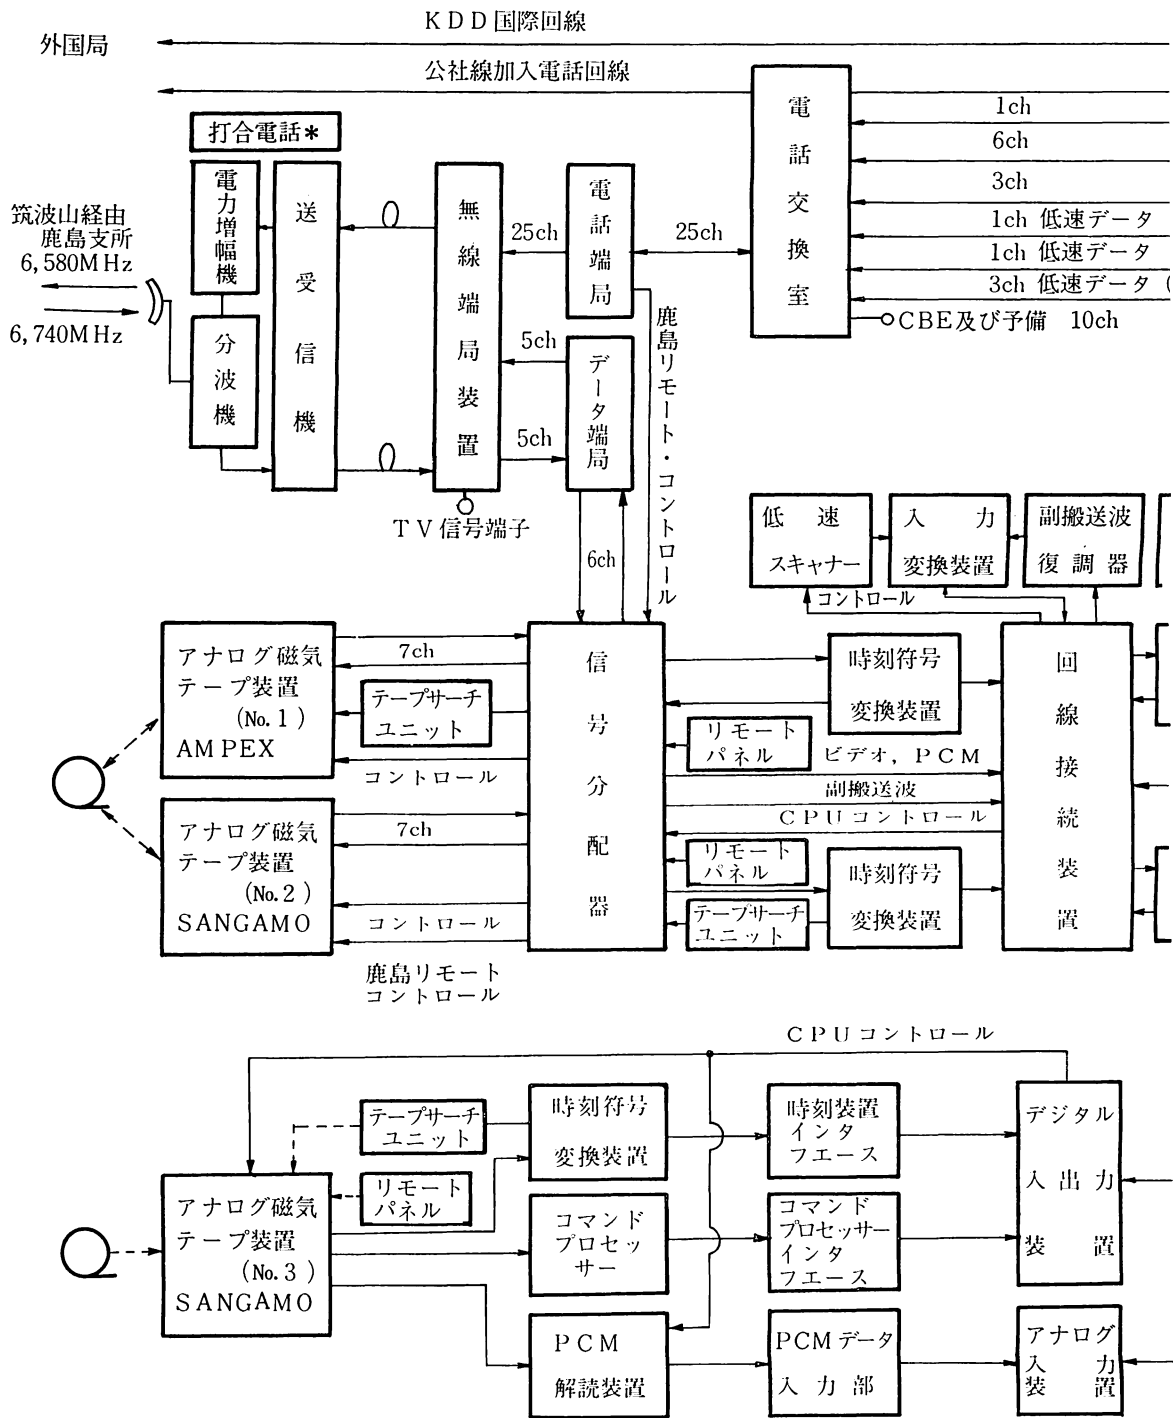 KDD国際回線
外国局
公社線加入電話回線
電話交換室
1ch
6ch
3ch
1ch 低速データ
1ch 低速データ
3ch 低速データ (
CBE及び予備 10ch
打合電話*
電力増幅機
送受信機
無線端局装置
電話端局
25ch
25ch
筑波山経由
鹿島支所
6,580MHz
6,740MHz
分波機
5ch
5ch
データ端局
鹿島リモート・コントロール
TV信号端子
6ch
低速
スキャナー
入力
変換装置
副搬送波
復調器
コントロール
アナログ磁気
テープ装置
(No.1)
AMPEX
7ch
テープサーチ
ユニット
コントロール
信号分配器
時刻符号
変換装置
リモート
パネル
ビデオ, PCM
副搬送波
CPUコントロール
回線接続装置
アナログ磁気
テープ装置
(No.2)
SANGAMO
7ch
コントロール
鹿島リモート
コントロール
リモート
パネル
テープサーチ
ユニット
時刻符号
変換装置
CPUコントロール
テープサーチ
ユニット
リモート
パネル
時刻符号
変換装置
時刻装置
インタ
フエース
デジタル
入出力
装置
アナログ磁気
テープ装置
(No.3)
SANGAMO
コマンド
プロセッ
サー
コマンド
プロセッサー
インタ
フエース
PCM
解読装置
PCMデータ
入力部
アナログ
入力
装置